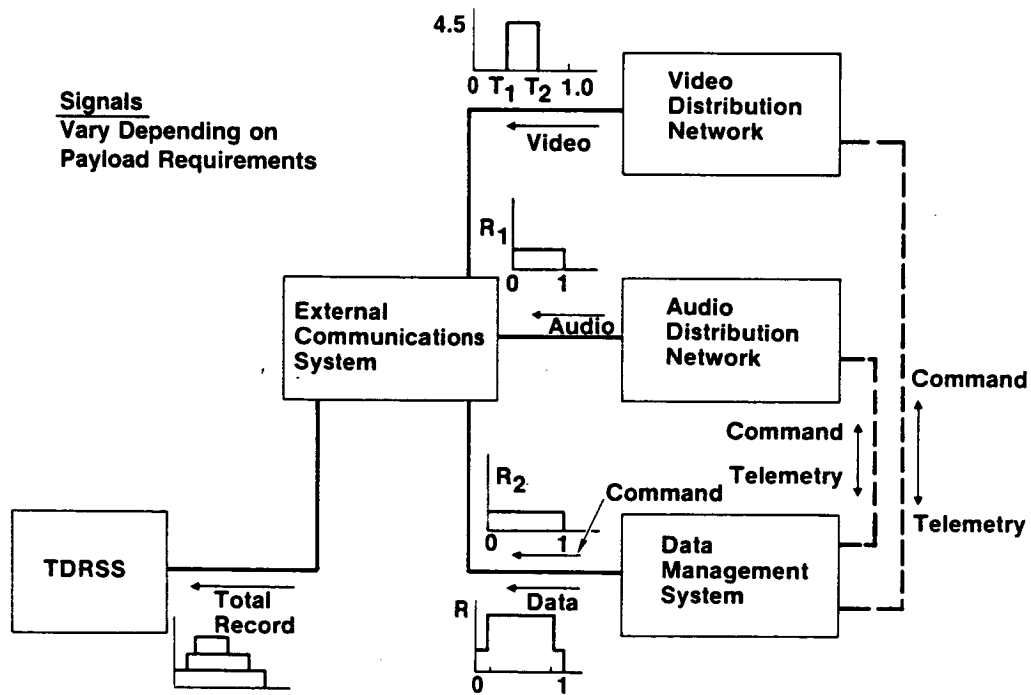 4.5
0 T1 T2 1.0
Signals
Vary Depending on
Payload Requirements
Video
Distribution
Network
Video
R1
0 1
External
Communications
System
Audio
Audio
Distribution
Network
Command
Command
Telemetry
Telemetry
R2
0 1
Command
TDRSS
Total
Record
Data
Management
System
Data
R
0 1